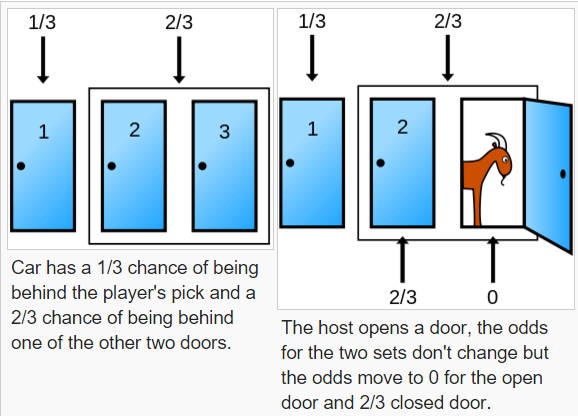 1/3 2/3
1 2 3
Car has a 1/3 chance of being
behind the player's pick and a
2/3 chance of being behind
one of the other two doors.
1/3 2/3
1 2
2/3 0
The host opens a door, the odds
for the two sets don't change but
the odds move to 0 for the open
door and 2/3 closed door.